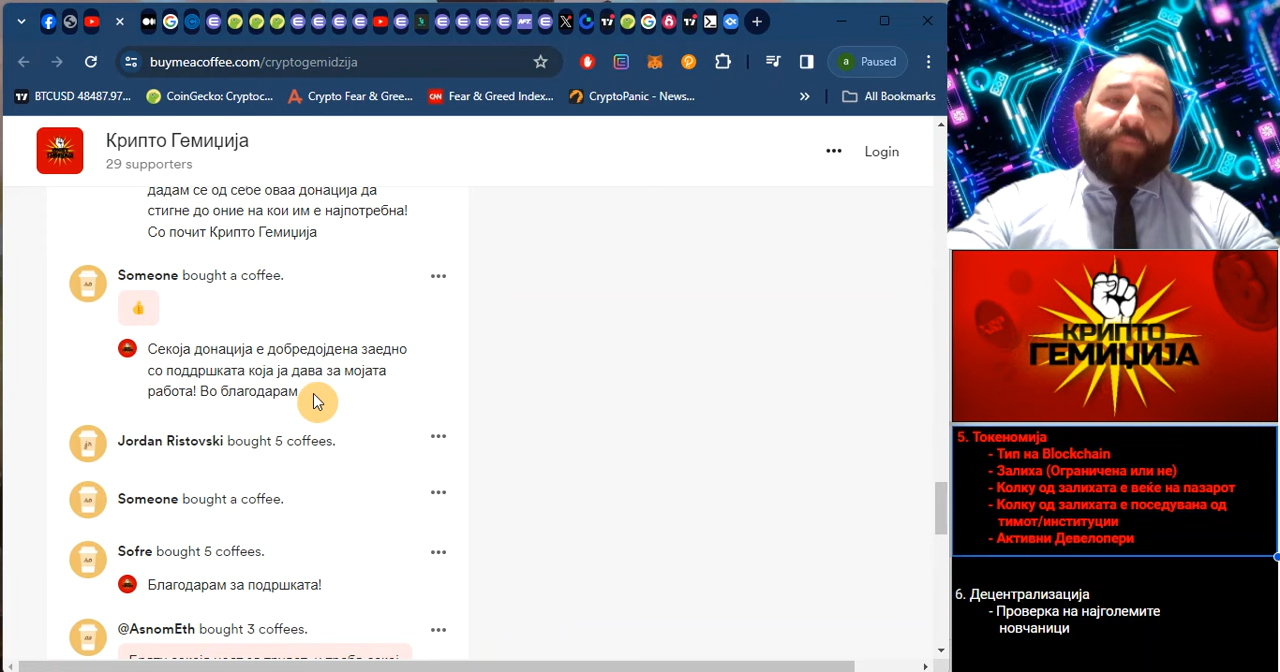 buymeacoffee.com/cryptogemidzija
a
Paused
BTCUSD 48487.97...
CoinGecko: Cryptoc...
Crypto Fear & Gree...
Fear & Greed Index...
CryptoPanic - News...
»
All Bookmarks
Крипто Гемиџија
29 supporters
Login
дадам се од себе оваа донација да
стигне до оние на кои им е најпотребна!
Со почит Крипто Гемиџија
Someone bought a coffee.
Секоја донација е добредојдена заедно
со поддршката која ја дава за мојата
работа! Во благодарам
Jordan Ristovski bought 5 coffees.
Someone bought a coffee.
Sofre bought 5 coffees.
Благодарам за подршката!
@AsnomEth bought 3 coffees.
КРИПТО
ГЕМИЏИЈА
5. Токеномија
- Тип на Blockchain
- Залиха (Ограничена или не)
- Колку од залихата е веќе на пазарот
- Колку од залихата е поседувана од
тимот/институции
- Активни Девелопери
6. Децентрализација
- Проверка на најголемите
новчаници